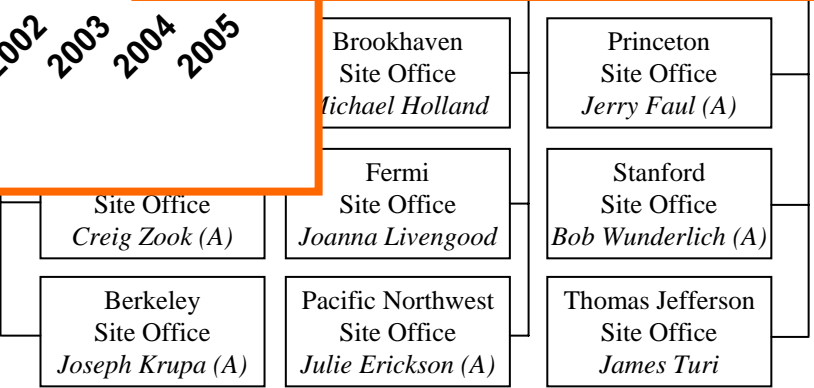 2002 2003 2004 2005
Brookhaven
Site Office
Michael Holland
Princeton
Site Office
Jerry Faul (A)
Site Office
Creig Zook (A)
Fermi
Site Office
Joanna Livengood
Stanford
Site Office
Bob Wunderlich (A)
Berkeley
Site Office
Joseph Krupa (A)
Pacific Northwest
Site Office
Julie Erickson (A)
Thomas Jefferson
Site Office
James Turi